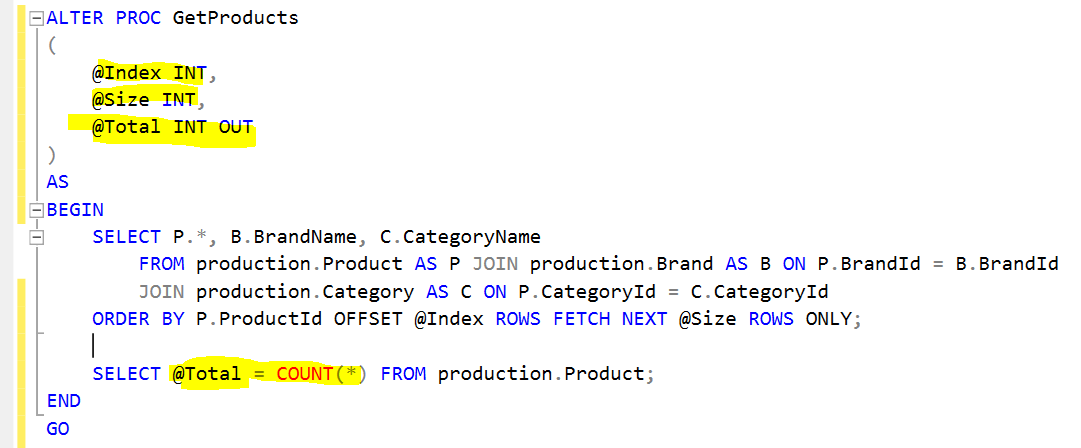 ALTER PROC GetProducts
(
@Index INT,
@Size INT,
@Total INT OUT
)
AS
BEGIN
SELECT P.*, B.BrandName, C.CategoryName
FROM production.Product AS P JOIN production.Brand AS B ON P.BrandId = B.BrandId
JOIN production.Category AS C ON P.CategoryId = C.CategoryId
ORDER BY P.ProductId OFFSET @Index ROWS FETCH NEXT @Size ROWS ONLY;
SELECT @Total = COUNT(*) FROM production.Product;
END
GO